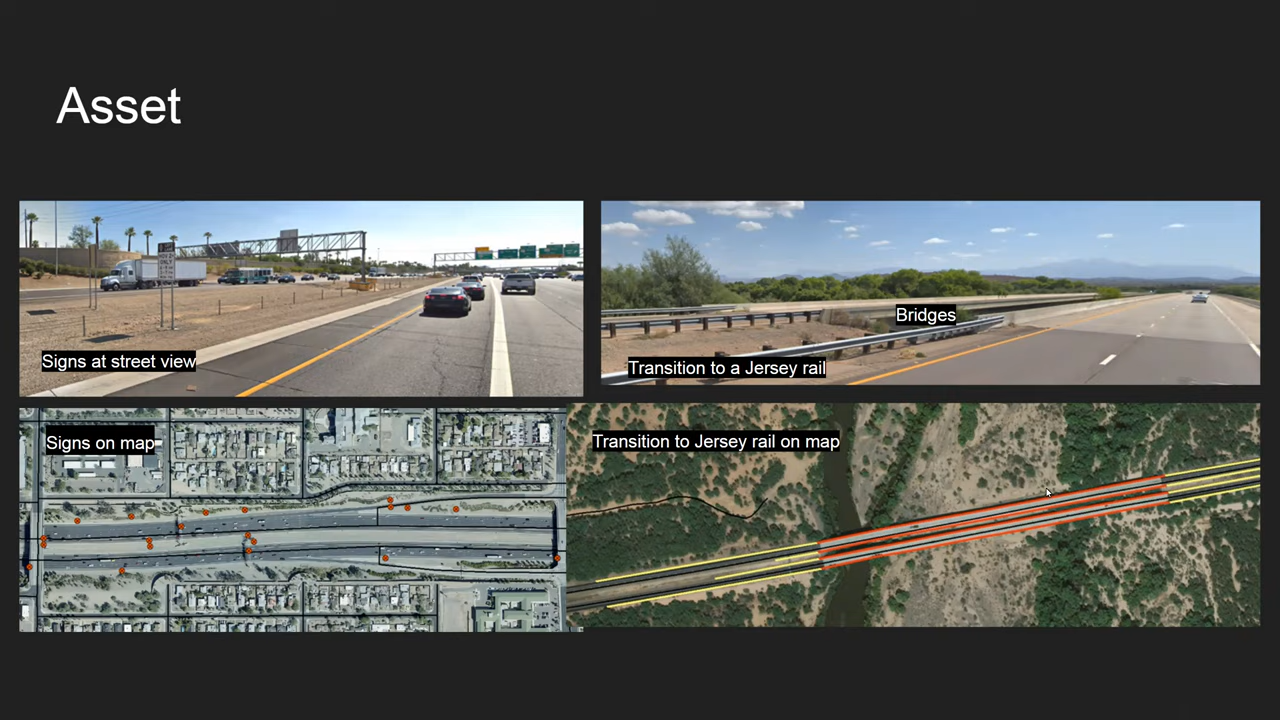 Asset
Signs at street view
Bridges
Transition to a Jersey rail
Signs on map
Transition to Jersey rail on map